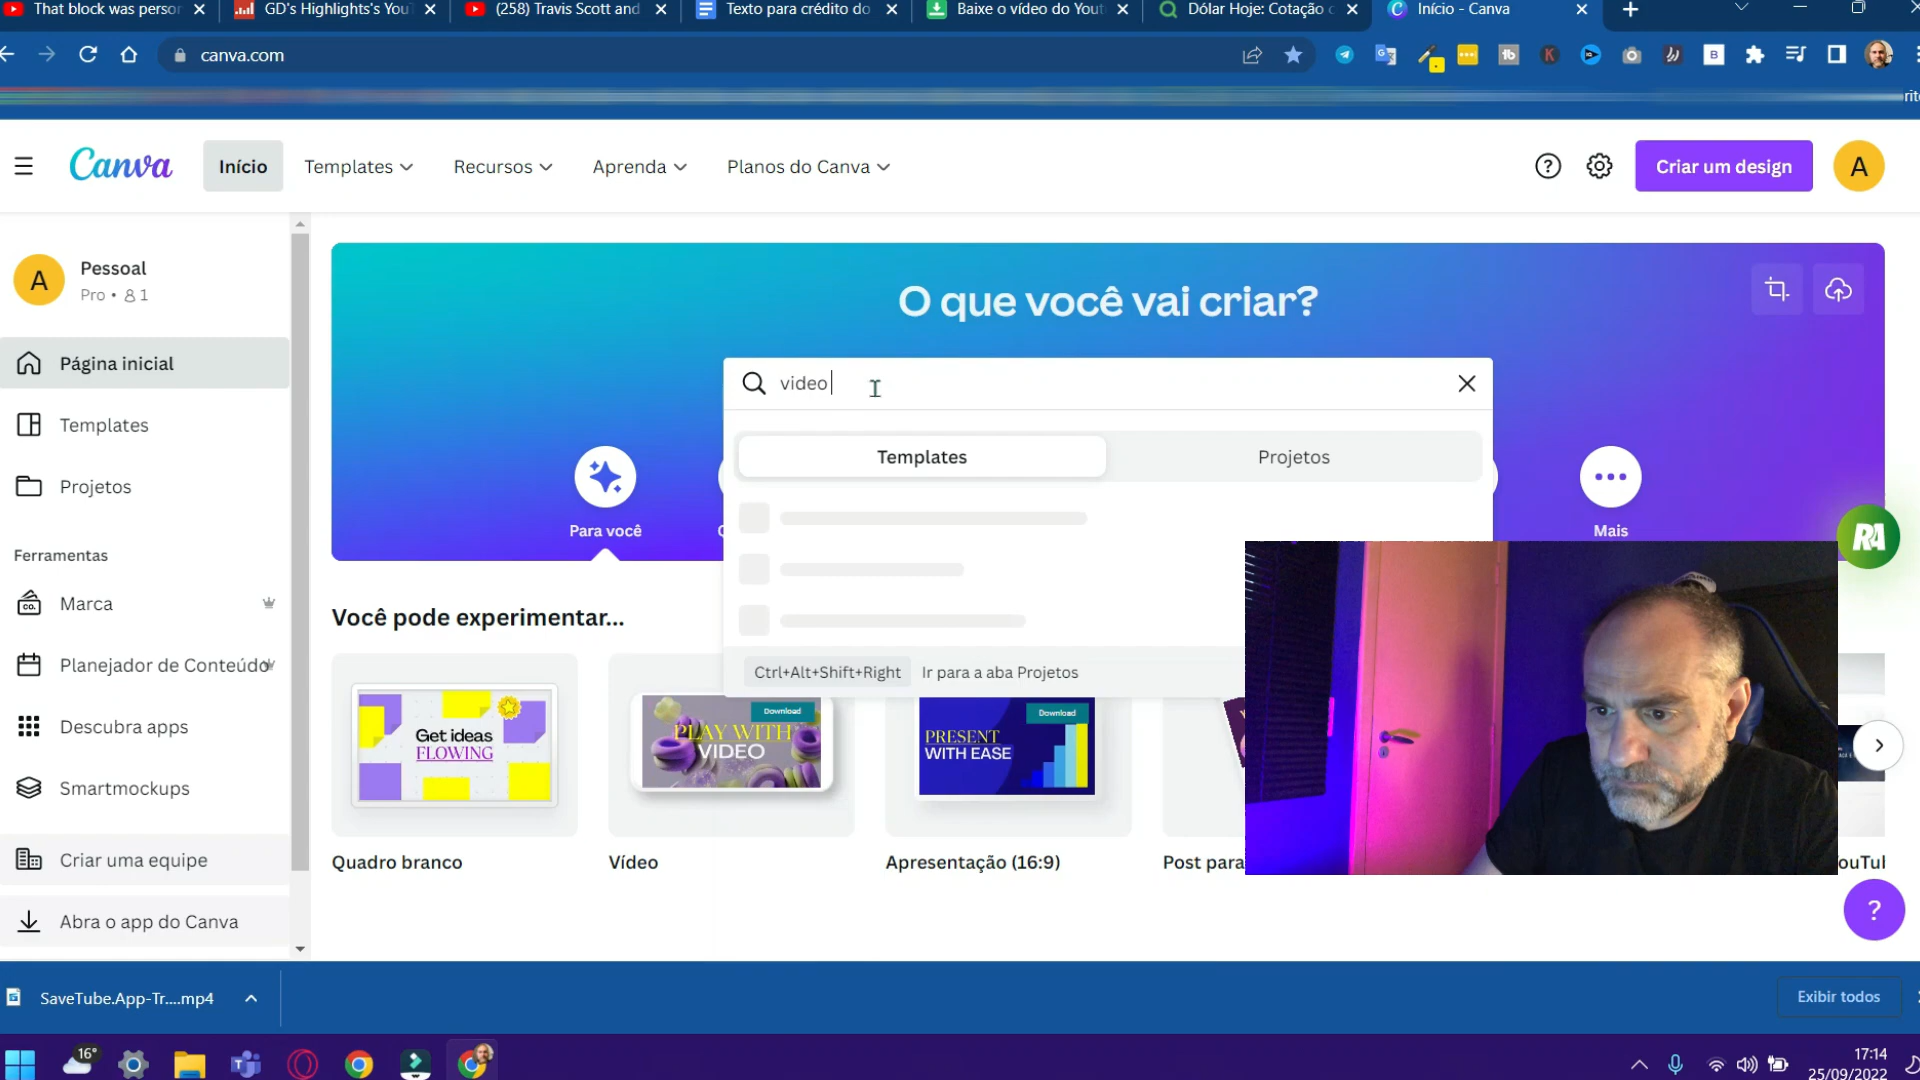 That block was persor
GD's Highlights's YouT
(258) Travis Scott and
Texto para crédito do
Baixe o vídeo do Yout
Dólar Hoje: Cotação c
Início - Canva
canva.com
rit
Canva
Início
Templates
Recursos
Aprenda
Planos do Canva
Criar um design
A
A
Pessoal
Pro • 1
Página inicial
Templates
Projetos
Ferramentas
Marca
Planejador de Conteúdo
Descubra apps
Smartmockups
Criar uma equipe
Abra o app do Canva
O que você vai criar?
video
Templates
Projetos
Para você
Mais
Ctrl+Alt+Shift+Right Ir para a aba Projetos
RA
Você pode experimentar...
Get ideas
FLOWING
Download
PLAY WITH
VIDEO
Download
PRESENT
WITH EASE
Quadro branco
Vídeo
Apresentação (16:9)
Post para
ouTul
?
SaveTube.App-Tr....mp4
Exibir todos
16°
17:14
25/09/2022